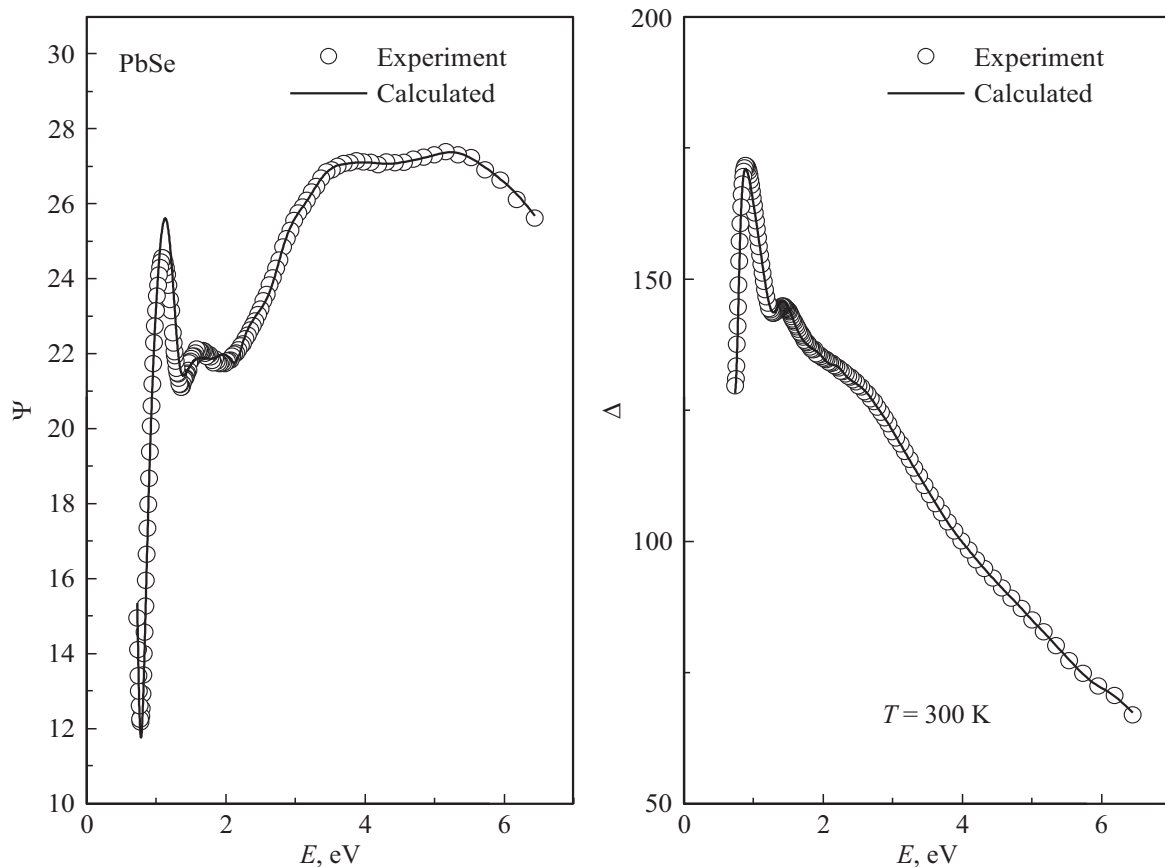 PbSe
Experiment
Calculated
30
28
26
24
22
20
18
16
14
12
10
Ψ
0
2
4
6
E, eV
Experiment
Calculated
200
150
100
50
Δ
T = 300 K
0
2
4
6
E, eV